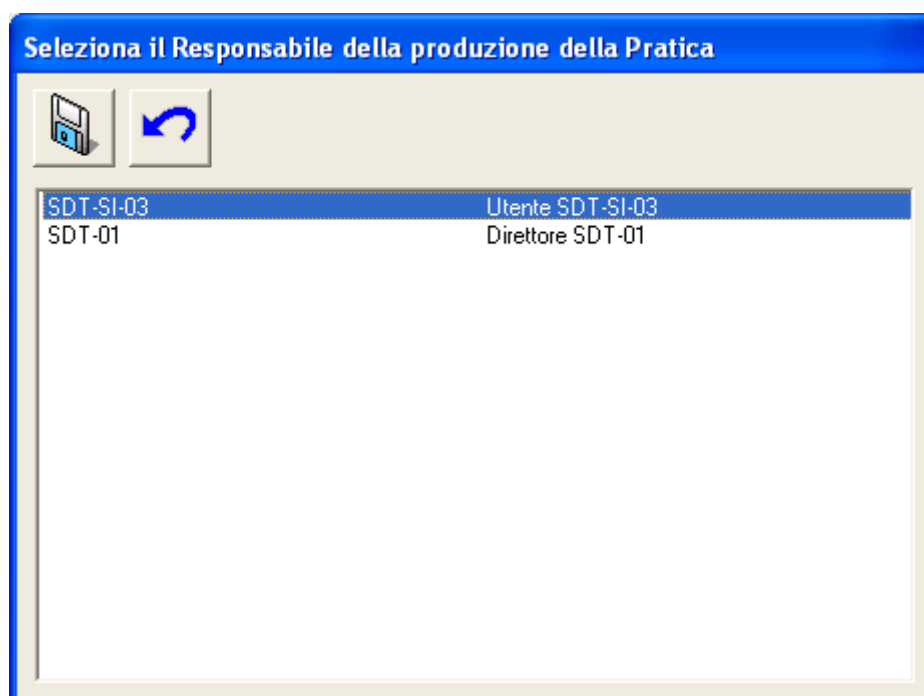 Seleziona il Responsabile della produzione della Pratica
SDT-SI-03 Utente SDT-SI-03
SDT-01 Direttore SDT-01